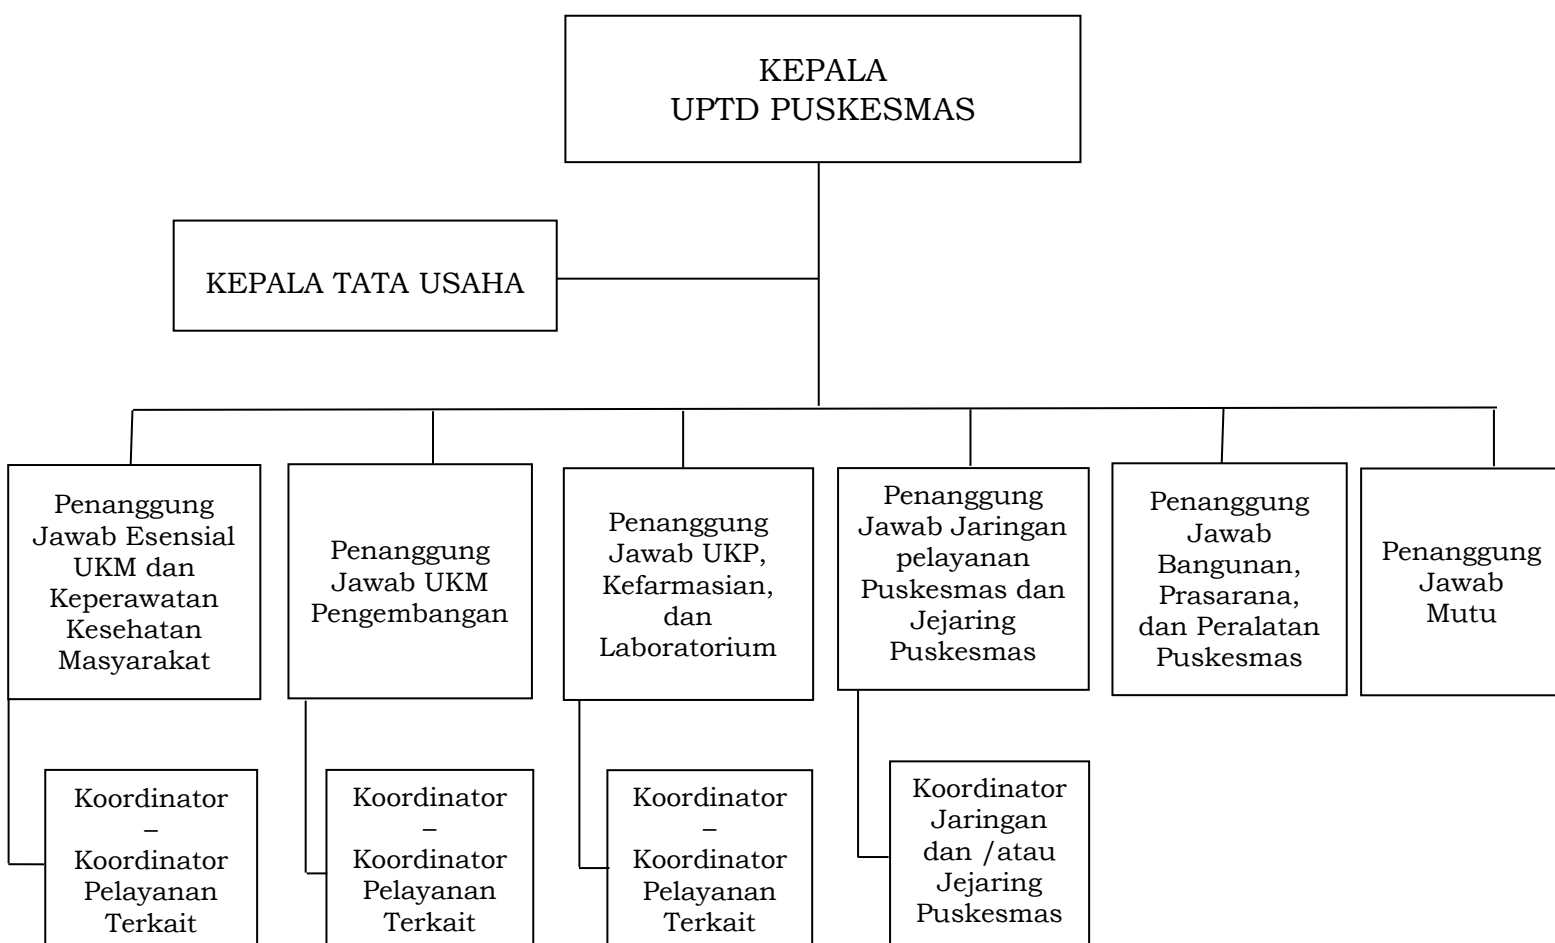 KEPALA
UPTD PUSKESMAS
KEPALA TATA USAHA
Penanggung
Jawab Esensial
UKM dan
Keperawatan
Kesehatan
Masyarakat
Penanggung
Jawab UKM
Pengembangan
Penanggung
Jawab UKP,
Kefarmasian,
dan
Laboratorium
Penanggung
Jawab Jaringan
pelayanan
Puskesmas dan
Jejaring
Puskesmas
Penanggung
Jawab
Bangunan,
Prasarana,
dan Peralatan
Puskesmas
Penanggung
Jawab
Mutu
Koordinator
–
Koordinator
Pelayanan
Terkait
Koordinator
–
Koordinator
Pelayanan
Terkait
Koordinator
–
Koordinator
Pelayanan
Terkait
Koordinator
Jaringan
dan /atau
Jejaring
Puskesmas